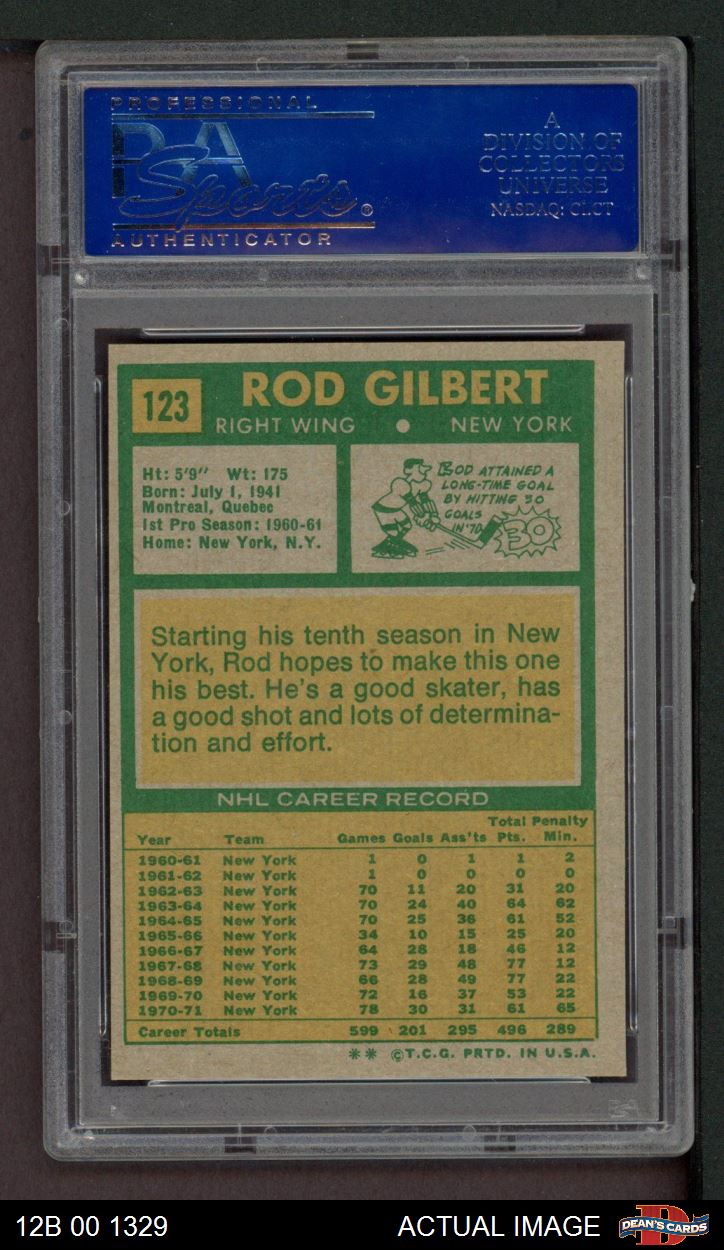 PROFESSIONAL
PSA
Sports®
AUTHENTICATOR
A
DIVISION OF
COLLECTORS
UNIVERSE
NASDAQ: CLCT
123
ROD GILBERT
RIGHT WING ● NEW YORK
Ht: 5'9" Wt: 175
Born: July 1, 1941
Montreal, Quebec
1st Pro Season: 1960-61
Home: New York, N.Y.
ROD ATTAINED A
LONG-TIME GOAL
BY HITTING 30
GOALS
IN '70
30
Starting his tenth season in New
York, Rod hopes to make this one
his best. He's a good skater, has
a good shot and lots of determina-
tion and effort.
NHL CAREER RECORD
Total Penalty
Year Team Games Goals Ass'ts Pts. Min.
1960-61 New York 1 0 1 1 2
1961-62 New York 1 0 0 0 0
1962-63 New York 70 11 20 31 20
1963-64 New York 70 24 40 64 62
1964-65 New York 70 25 36 61 52
1965-66 New York 34 10 15 25 20
1966-67 New York 64 28 18 46 12
1967-68 New York 73 29 48 77 12
1968-69 New York 66 28 49 77 22
1969-70 New York 72 16 37 53 22
1970-71 New York 78 30 31 61 65
Career Totals 599 201 295 496 289
** ©T.C.G. PRTD. IN U.S.A.
12B 00 1329
ACTUAL IMAGE
DEAN'S CARDS